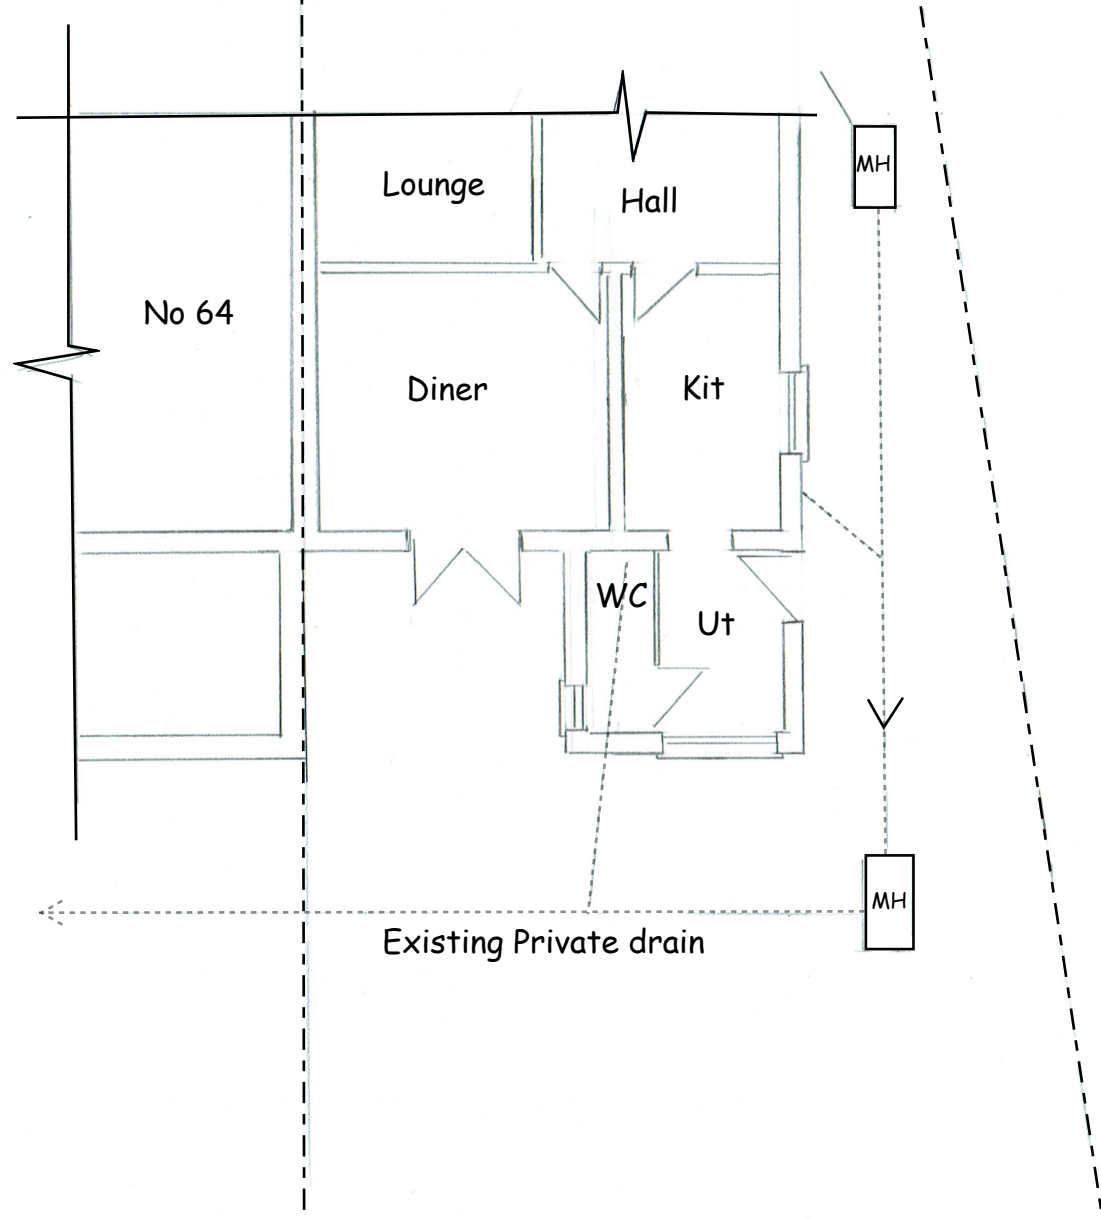 MH
Lounge
Hall
No 64
Diner
Kit
WC
Ut
MH
Existing Private drain